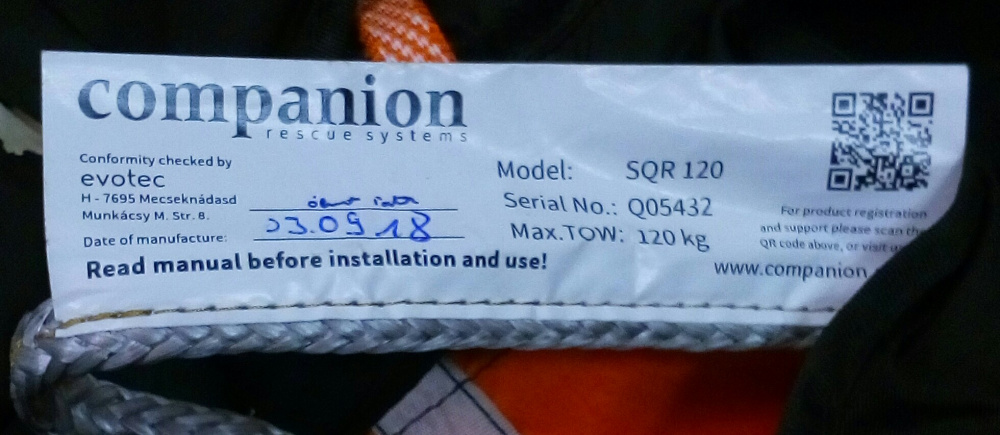 companion
rescue systems
Conformity checked by
evotec
H - 7695 Mecseknádasd
Munkácsy M. Str. 8.
Date of manufacture: 23.09.18
Read manual before installation and use!
Model: SQR 120
Serial No.: Q05432
Max.TOW: 120 kg
For product registration
and support please scan the
QR code above, or visit
www.companion